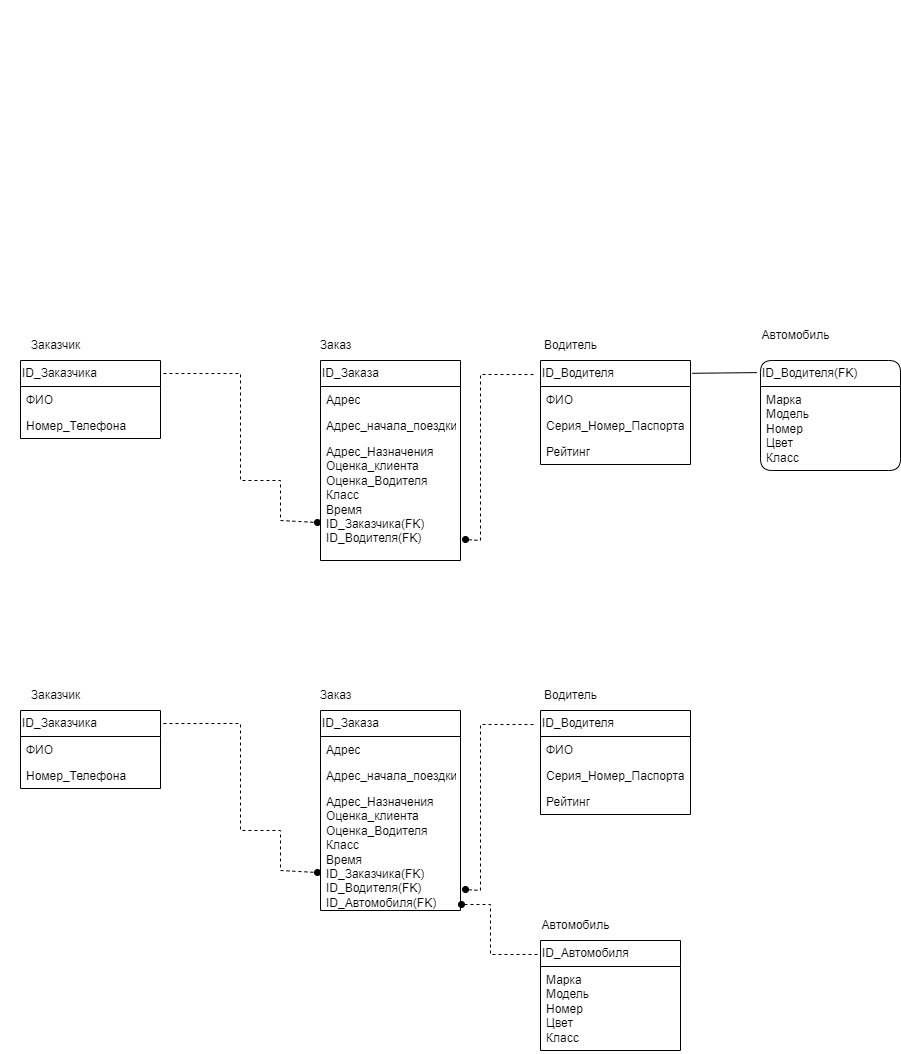 Заказчик
ID_Заказчика
ФИО
Номер_Телефона
Заказ
ID_Заказа
Адрес
Адрес_начала_поездки
Адрес_Назначения
Оценка_клиента
Оценка_Водителя
Класс
Время
ID_Заказчика(FK)
ID_Водителя(FK)
Водитель
ID_Водителя
ФИО
Серия_Номер_Паспорта
Рейтинг
Автомобиль
ID_Водителя(FK)
Марка
Модель
Номер
Цвет
Класс
Заказчик
ID_Заказчика
ФИО
Номер_Телефона
Заказ
ID_Заказа
Адрес
Адрес_начала_поездки
Адрес_Назначения
Оценка_клиента
Оценка_Водителя
Класс
Время
ID_Заказчика(FK)
ID_Водителя(FK)
ID_Автомобиля(FK)
Водитель
ID_Водителя
ФИО
Серия_Номер_Паспорта
Рейтинг
Автомобиль
ID_Автомобиля
Марка
Модель
Номер
Цвет
Класс